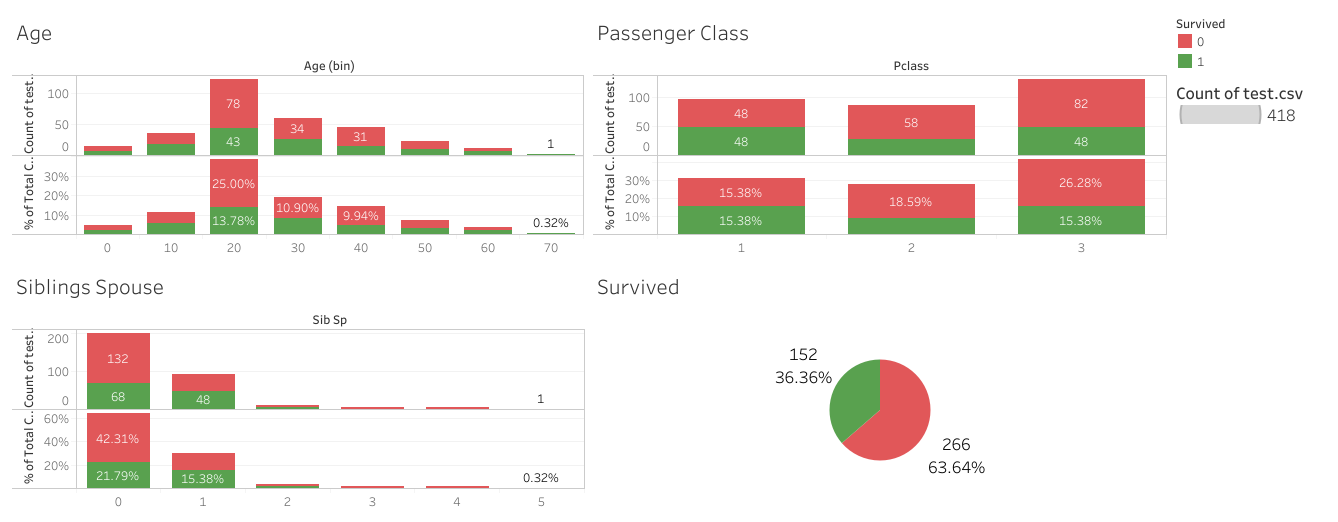 Age
Age (bin)
Count of test..
100
50
0
78
43
34
31
1
% of Total C..
30%
20%
10%
25.00%
13.78%
10.90%
9.94%
0.32%
0 10 20 30 40 50 60 70
Passenger Class
Pclass
Count of test..
100
50
0
48
48
58
82
48
% of Total C..
30%
20%
10%
15.38%
15.38%
18.59%
26.28%
15.38%
1 2 3
Survived
0
1
Count of test.csv
418
Siblings Spouse
Sib Sp
Count of test..
200
100
0
132
68
48
1
% of Total C..
60%
40%
20%
42.31%
21.79%
15.38%
0.32%
0 1 2 3 4 5
Survived
152
36.36%
266
63.64%